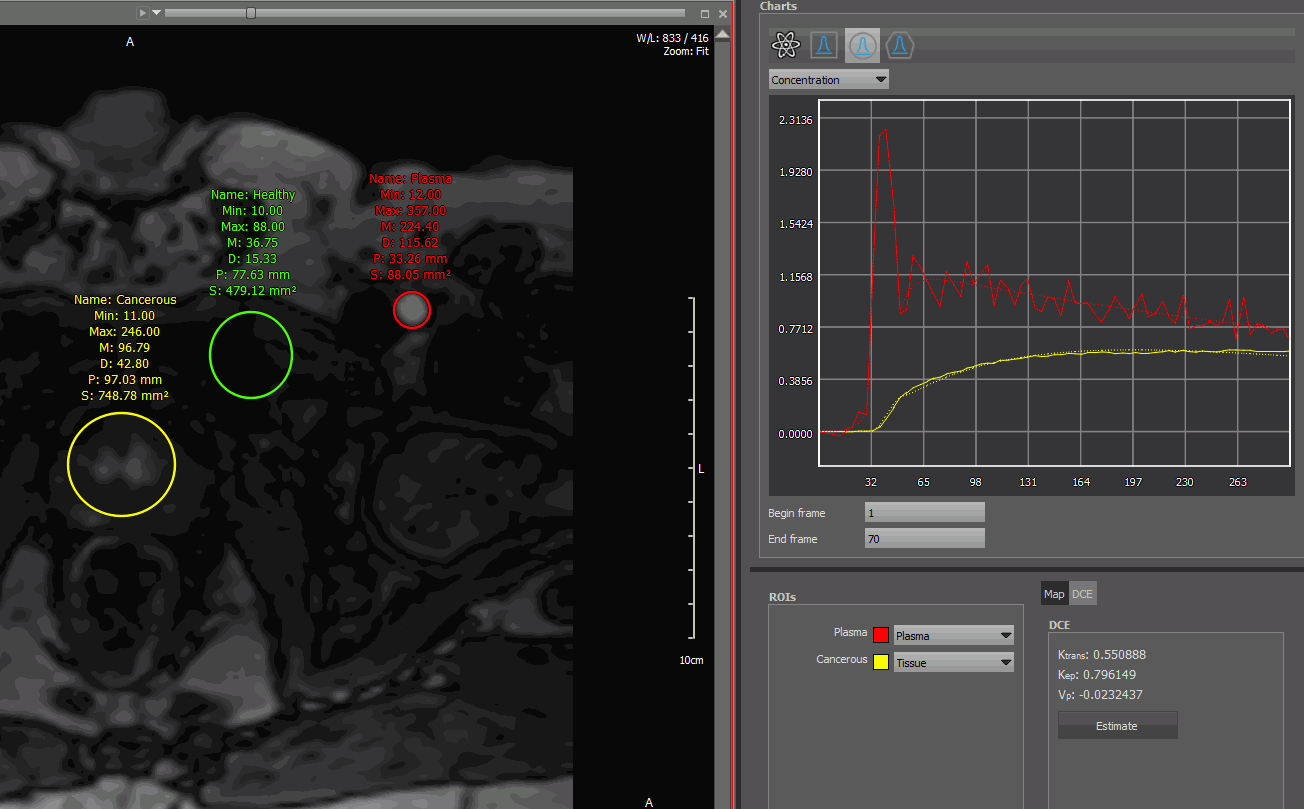 A
W/L: 833 / 416
Zoom: Fit
Name: Healthy
Min: 10.00
Max: 88.00
M: 36.75
D: 15.33
P: 77.63 mm
S: 479.12 mm²
Name: Plasma
Min: 12.00
Max: 357.00
M: 224.40
D: 115.62
P: 33.26 mm
S: 88.05 mm²
Name: Cancerous
Min: 11.00
Max: 246.00
M: 96.79
D: 42.80
P: 97.03 mm
S: 748.78 mm²
L
10cm
A
Charts
Concentration
2.3136
1.9280
1.5424
1.1568
0.7712
0.3856
0.0000
32 65 98 131 164 197 230 263
Begin frame 1
End frame 70
ROIs
Plasma Plasma
Cancerous Tissue
Map DCE
DCE
Ktrans: 0.550888
Kep: 0.796149
Vp: -0.0232437
Estimate